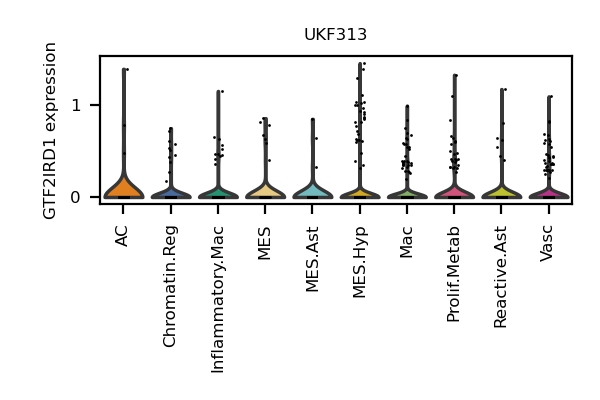 UKF313
GTF2IRD1 expression
1
0
AC
Chromatin.Reg
Inflammatory.Mac
MES
MES.Ast
MES.Hyp
Mac
Prolif.Metab
Reactive.Ast
Vasc